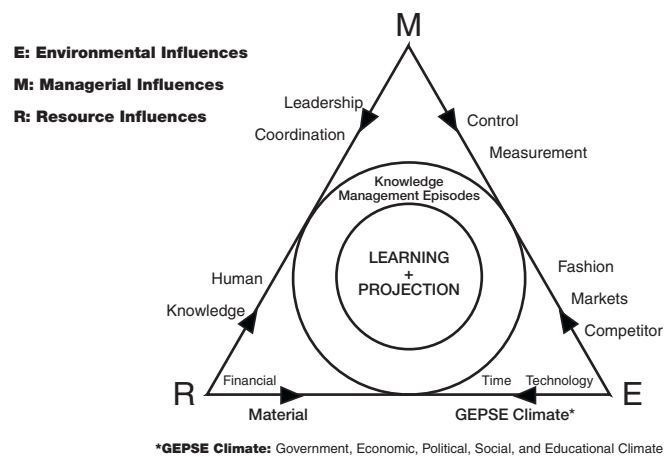 M
E: Environmental Influences
M: Managerial Influences
R: Resource Influences
Leadership
Coordination
Control
Measurement
Knowledge
Management Episodes
LEARNING
+
PROJECTION
Human
Knowledge
Fashion
Markets
Competitor
R
Financial
Time
Technology
E
Material
GEPSE Climate*
*GEPSE Climate: Government, Economic, Political, Social, and Educational Climate